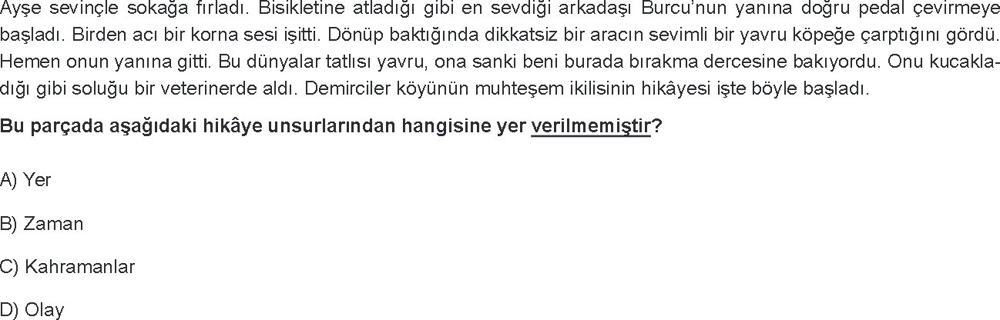 Ayşe sevinçle sokağa fırladı. Bisikletine atladığı gibi en sevdiği arkadaşı Burcu’nun yanına doğru pedal çevirmeye
başladı. Birden acı bir korna sesi işitti. Dönüp baktığında dikkatsiz bir aracın sevimli bir yavru köpeğe çarptığını gördü.
Hemen onun yanına gitti. Bu dünyalar tatlısı yavru, ona sanki beni burada bırakma dercesine bakıyordu. Onu kucakla-
dığı gibi soluğu bir veterinerde aldı. Demirciler köyünün muhteşem ikilisinin hikâyesi işte böyle başladı.
Bu parçada aşağıdaki hikâye unsurlarından hangisine yer verilmemiştir?
A) Yer
B) Zaman
C) Kahramanlar
D) Olay